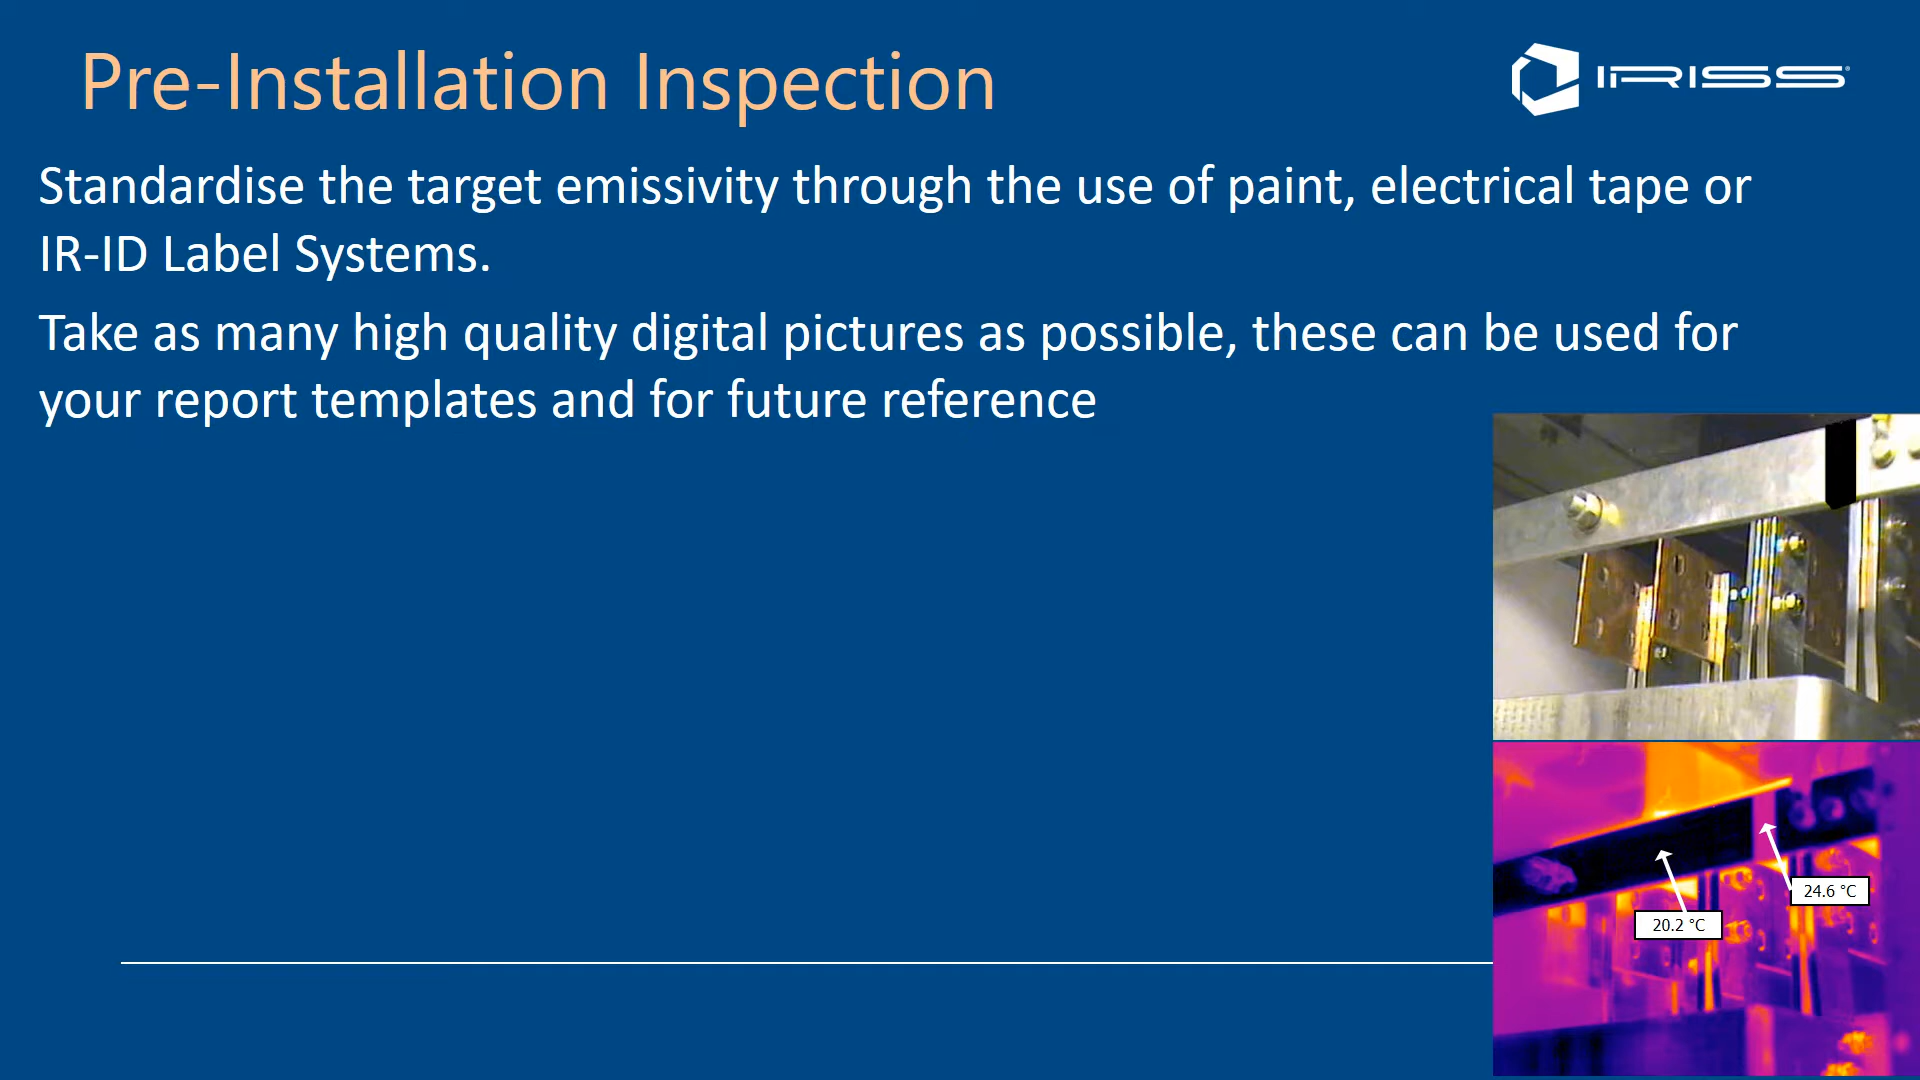 Pre-Installation Inspection
IRISS
Standardise the target emissivity through the use of paint, electrical tape or
IR-ID Label Systems.
Take as many high quality digital pictures as possible, these can be used for
your report templates and for future reference
24.6 °C
20.2 °C